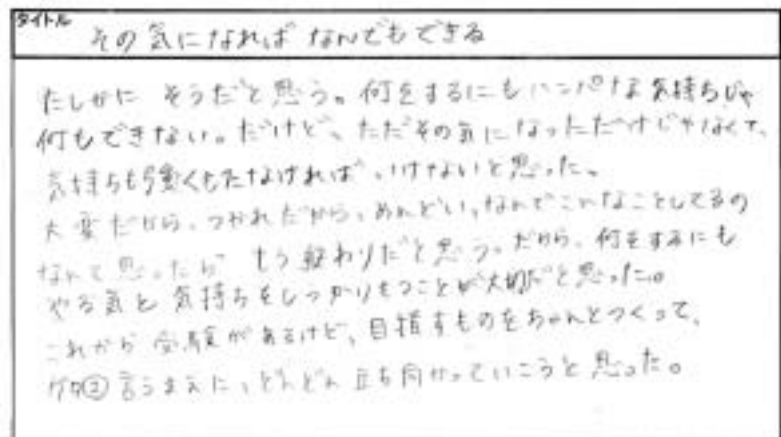 タイトル
その気になれば なんでもできる
たしかに そうだと思う。何をするにもハンパな気持ちじゃ
何もできない。だけど、ただその気になっただけじゃなくて、
気持ちも強くもたなければ、いけないと思った。
大変だから、つかれたから、めんどい、なんでこんなことしてるの
なんて思ったら もう終わりだと思う。だから、何をするにも
やる気と気持ちをしっかりもつことが大切だと思った。
これから受験があるけど、目指すものをちゃんとつくって、
グダ②言うまえに、どんどん立ち向かっていこうと思った。